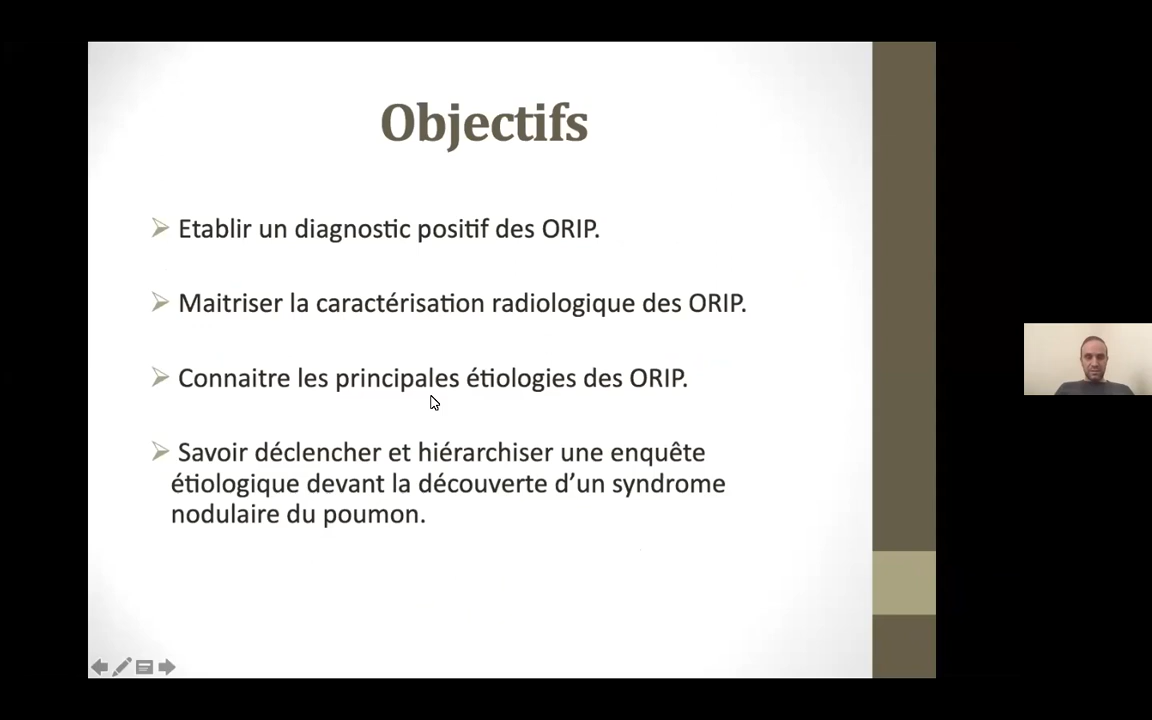 Objectifs
Etablir un diagnostic positif des ORIP.
Maitriser la caractérisation radiologique des ORIP.
Connaitre les principales étiologies des ORIP.
Savoir déclencher et hiérarchiser une enquête
étiologique devant la découverte d’un syndrome
nodulaire du poumon.